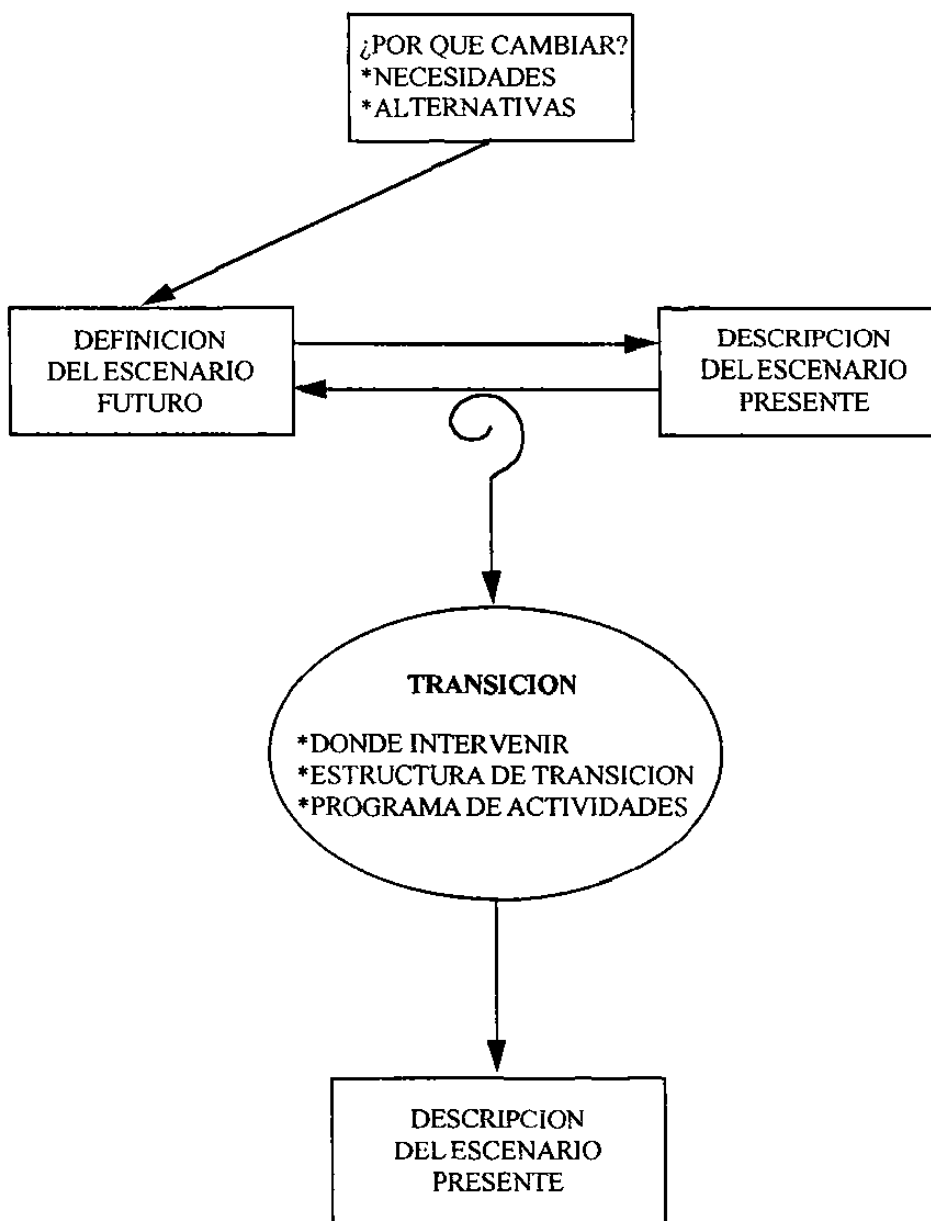 ¿POR QUE CAMBIAR?
*NECESIDADES
*ALTERNATIVAS
DEFINICION
DEL ESCENARIO
FUTURO
DESCRIPCION
DEL ESCENARIO
PRESENTE
TRANSICION
*DONDE INTERVENIR
*ESTRUCTURA DE TRANSICION
*PROGRAMA DE ACTIVIDADES
DESCRIPCION
DEL ESCENARIO
PRESENTE